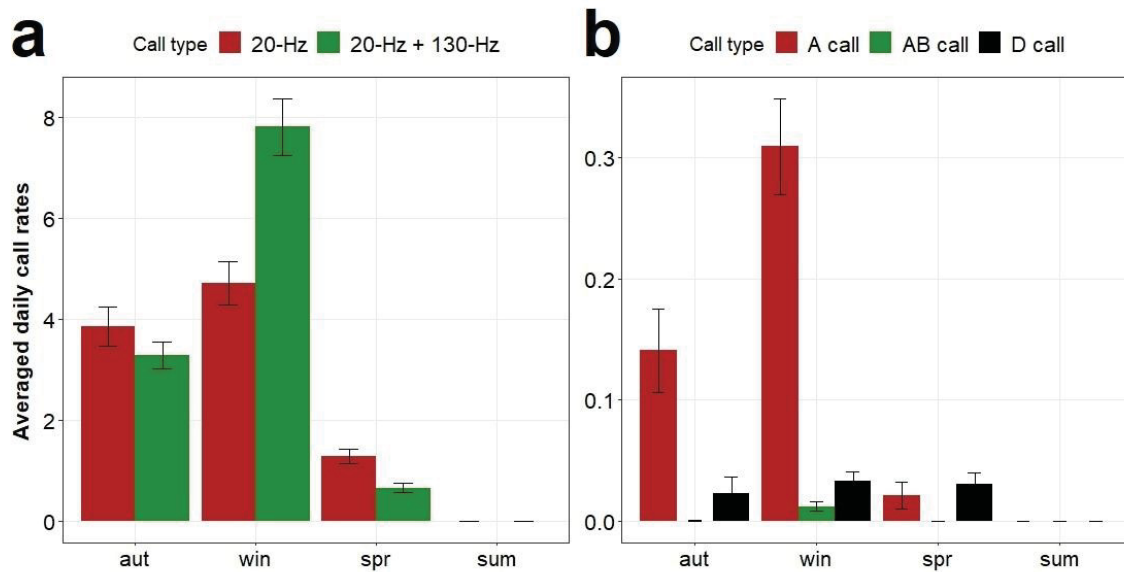 a
Call type 20-Hz 20-Hz + 130-Hz
Averaged daily call rates
8
6
4
2
0
aut win spr sum
b
Call type A call AB call D call
0.3
0.2
0.1
0.0
aut win spr sum